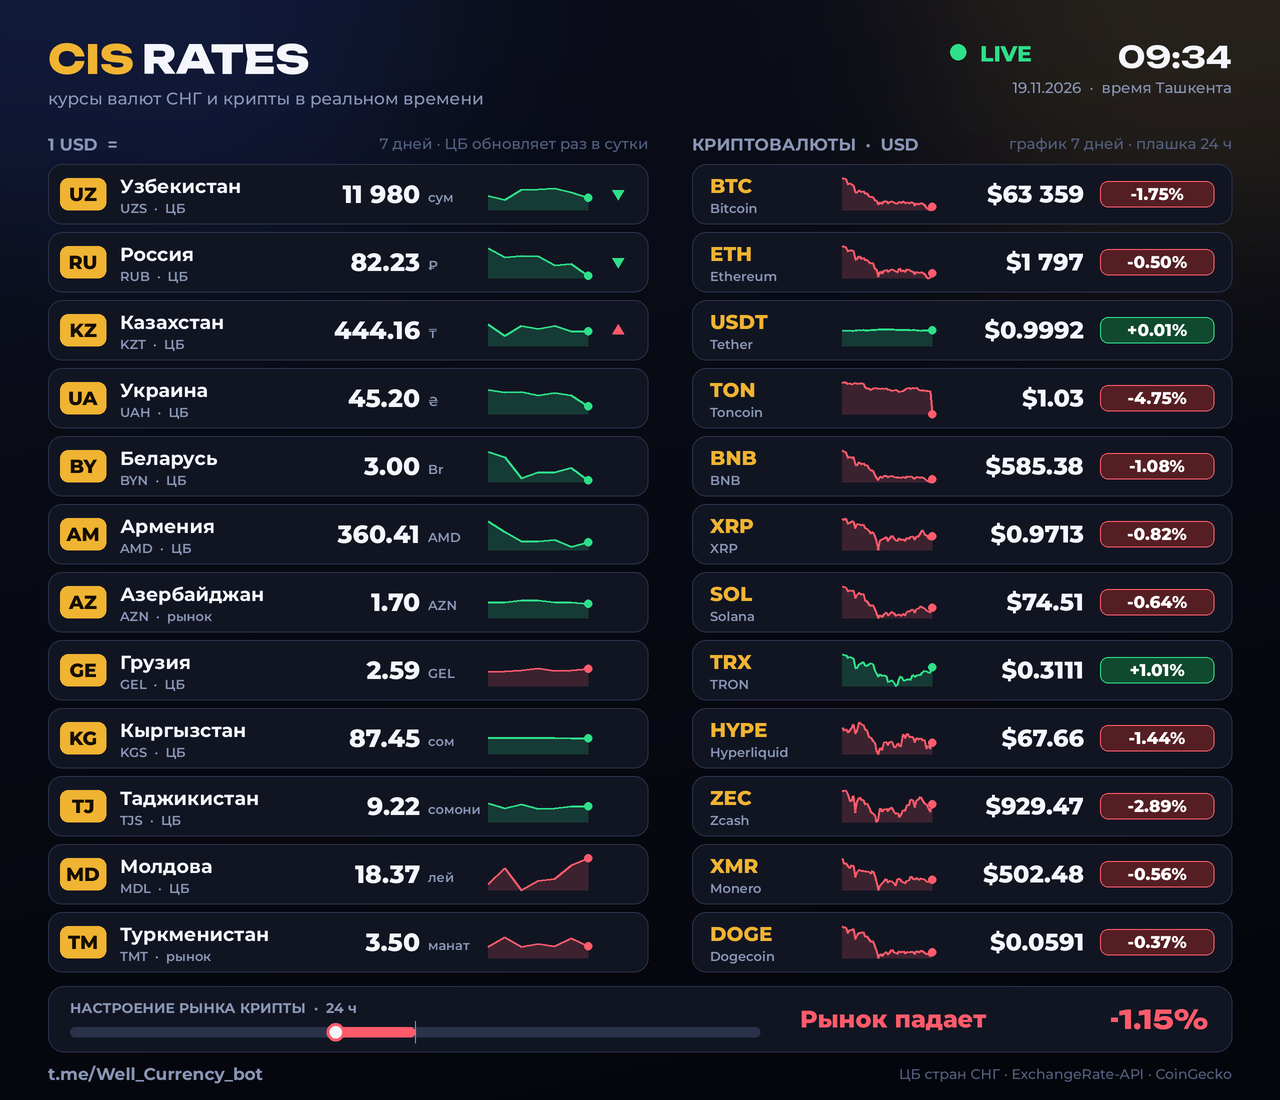 CIS RATES
курсы валют СНГ и крипты в реальном времени
LIVE 09:34
19.11.2026 · время Ташкента
1 USD =
7 дней · ЦБ обновляет раз в сутки
UZ Узбекистан 11 980 сум
UZS · ЦБ
RU Россия 82.23 ₽
RUB · ЦБ
KZ Казахстан 444.16 ₸
KZT · ЦБ
UA Украина 45.20 ₴
UAH · ЦБ
BY Беларусь 3.00 Br
BYN · ЦБ
AM Армения 360.41 AMD
AMD · ЦБ
AZ Азербайджан 1.70 AZN
AZN · рынок
GE Грузия 2.59 GEL
GEL · ЦБ
KG Кыргызстан 87.45 сом
KGS · ЦБ
TJ Таджикистан 9.22 сомони
TJS · ЦБ
MD Молдова 18.37 лей
MDL · ЦБ
TM Туркменистан 3.50 манат
TMT · рынок
КРИПТОВАЛЮТЫ · USD
график 7 дней · плашка 24 ч
BTC $63 359 -1.75%
Bitcoin
ETH $1 797 -0.50%
Ethereum
USDT $0.9992 +0.01%
Tether
TON $1.03 -4.75%
Toncoin
BNB $585.38 -1.08%
BNB
XRP $0.9713 -0.82%
XRP
SOL $74.51 -0.64%
Solana
TRX $0.3111 +1.01%
TRON
HYPE $67.66 -1.44%
Hyperliquid
ZEC $929.47 -2.89%
Zcash
XMR $502.48 -0.56%
Monero
DOGE $0.0591 -0.37%
Dogecoin
НАСТРОЕНИЕ РЫНКА КРИПТЫ · 24 ч
Рынок падает -1.15%
t.me/Well_Currency_bot
ЦБ стран СНГ · ExchangeRate-API · CoinGecko